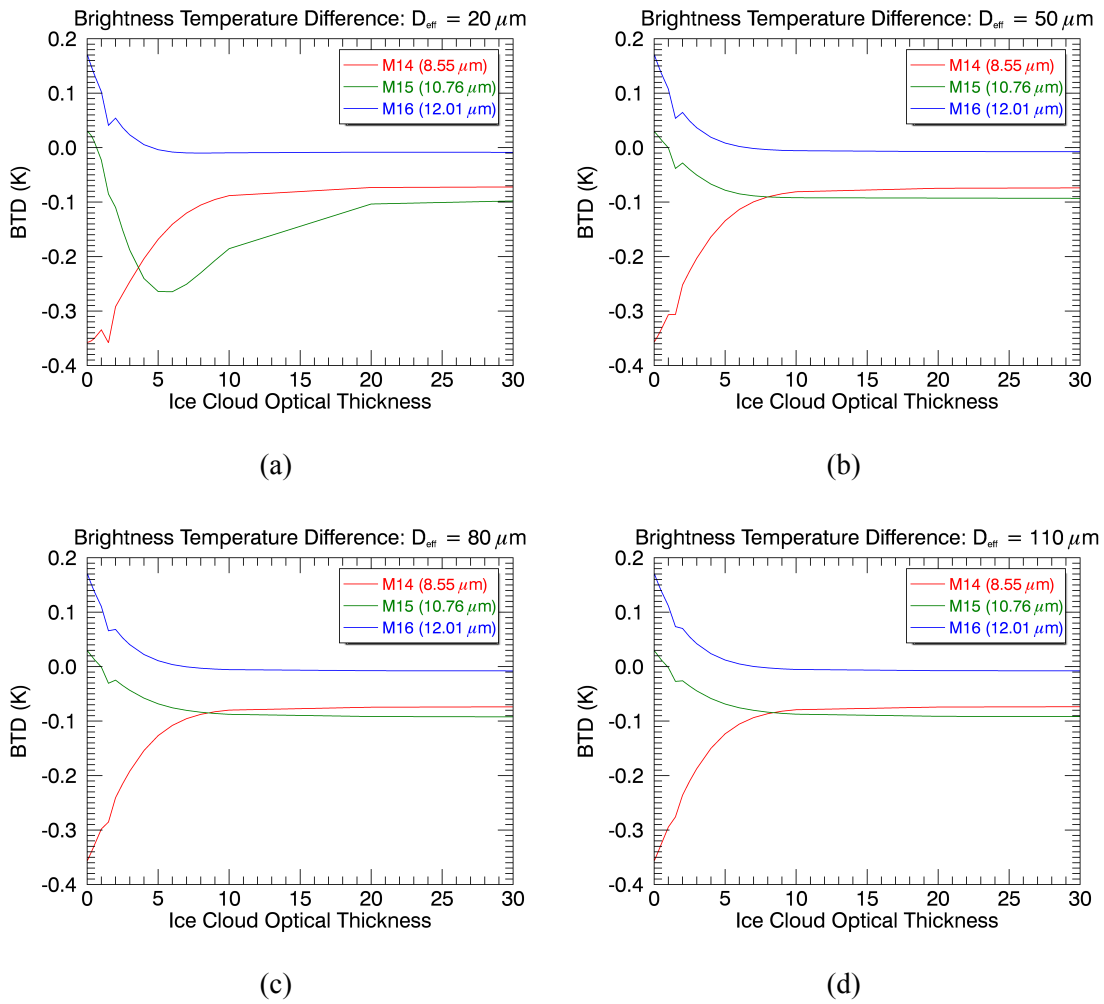 Brightness Temperature Difference: Deff = 20 μm
0.2
0.1
0.0
-0.1
-0.2
-0.3
-0.4
BTD (K)
M14 (8.55 μm)
M15 (10.76 μm)
M16 (12.01 μm)
0 5 10 15 20 25 30
Ice Cloud Optical Thickness
(a)
Brightness Temperature Difference: Deff = 50 μm
0.2
0.1
0.0
-0.1
-0.2
-0.3
-0.4
BTD (K)
M14 (8.55 μm)
M15 (10.76 μm)
M16 (12.01 μm)
0 5 10 15 20 25 30
Ice Cloud Optical Thickness
(b)
Brightness Temperature Difference: Deff = 80 μm
0.2
0.1
0.0
-0.1
-0.2
-0.3
-0.4
BTD (K)
M14 (8.55 μm)
M15 (10.76 μm)
M16 (12.01 μm)
0 5 10 15 20 25 30
Ice Cloud Optical Thickness
(c)
Brightness Temperature Difference: Deff = 110 μm
0.2
0.1
0.0
-0.1
-0.2
-0.3
-0.4
BTD (K)
M14 (8.55 μm)
M15 (10.76 μm)
M16 (12.01 μm)
0 5 10 15 20 25 30
Ice Cloud Optical Thickness
(d)